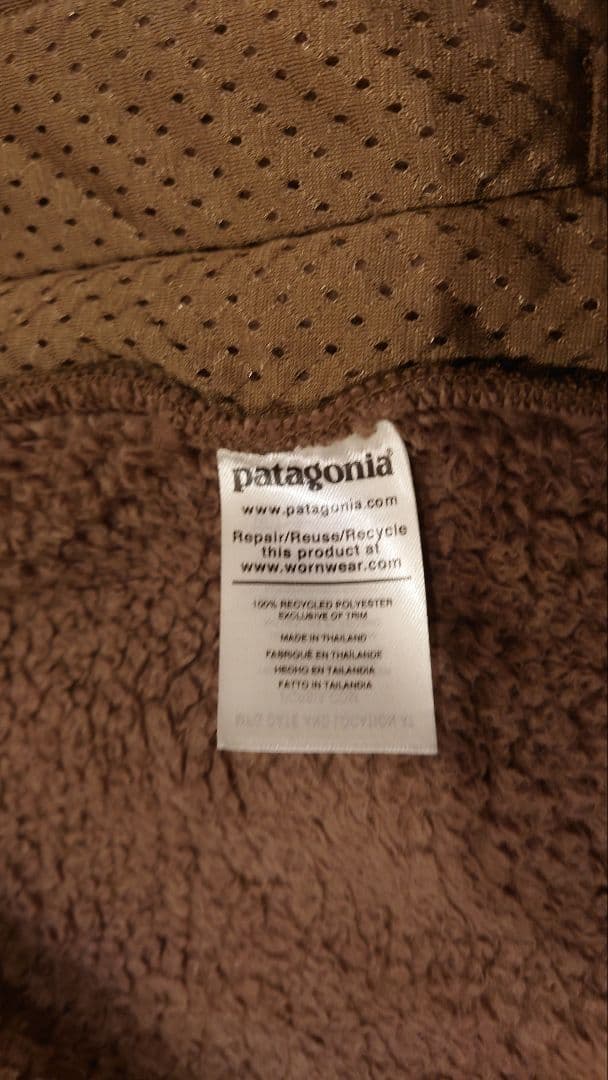 patagonia®
www.patagonia.com
Repair/Reuse/Recycle
this product at
www.wornwear.com
100% RECYCLED POLYESTER
EXCLUSIVE OF TRIM
MADE IN THAILAND
FABRIQUÉ EN THAÏLANDE
HECHO EN TAILANDIA
FATTO IN TAILANDIA